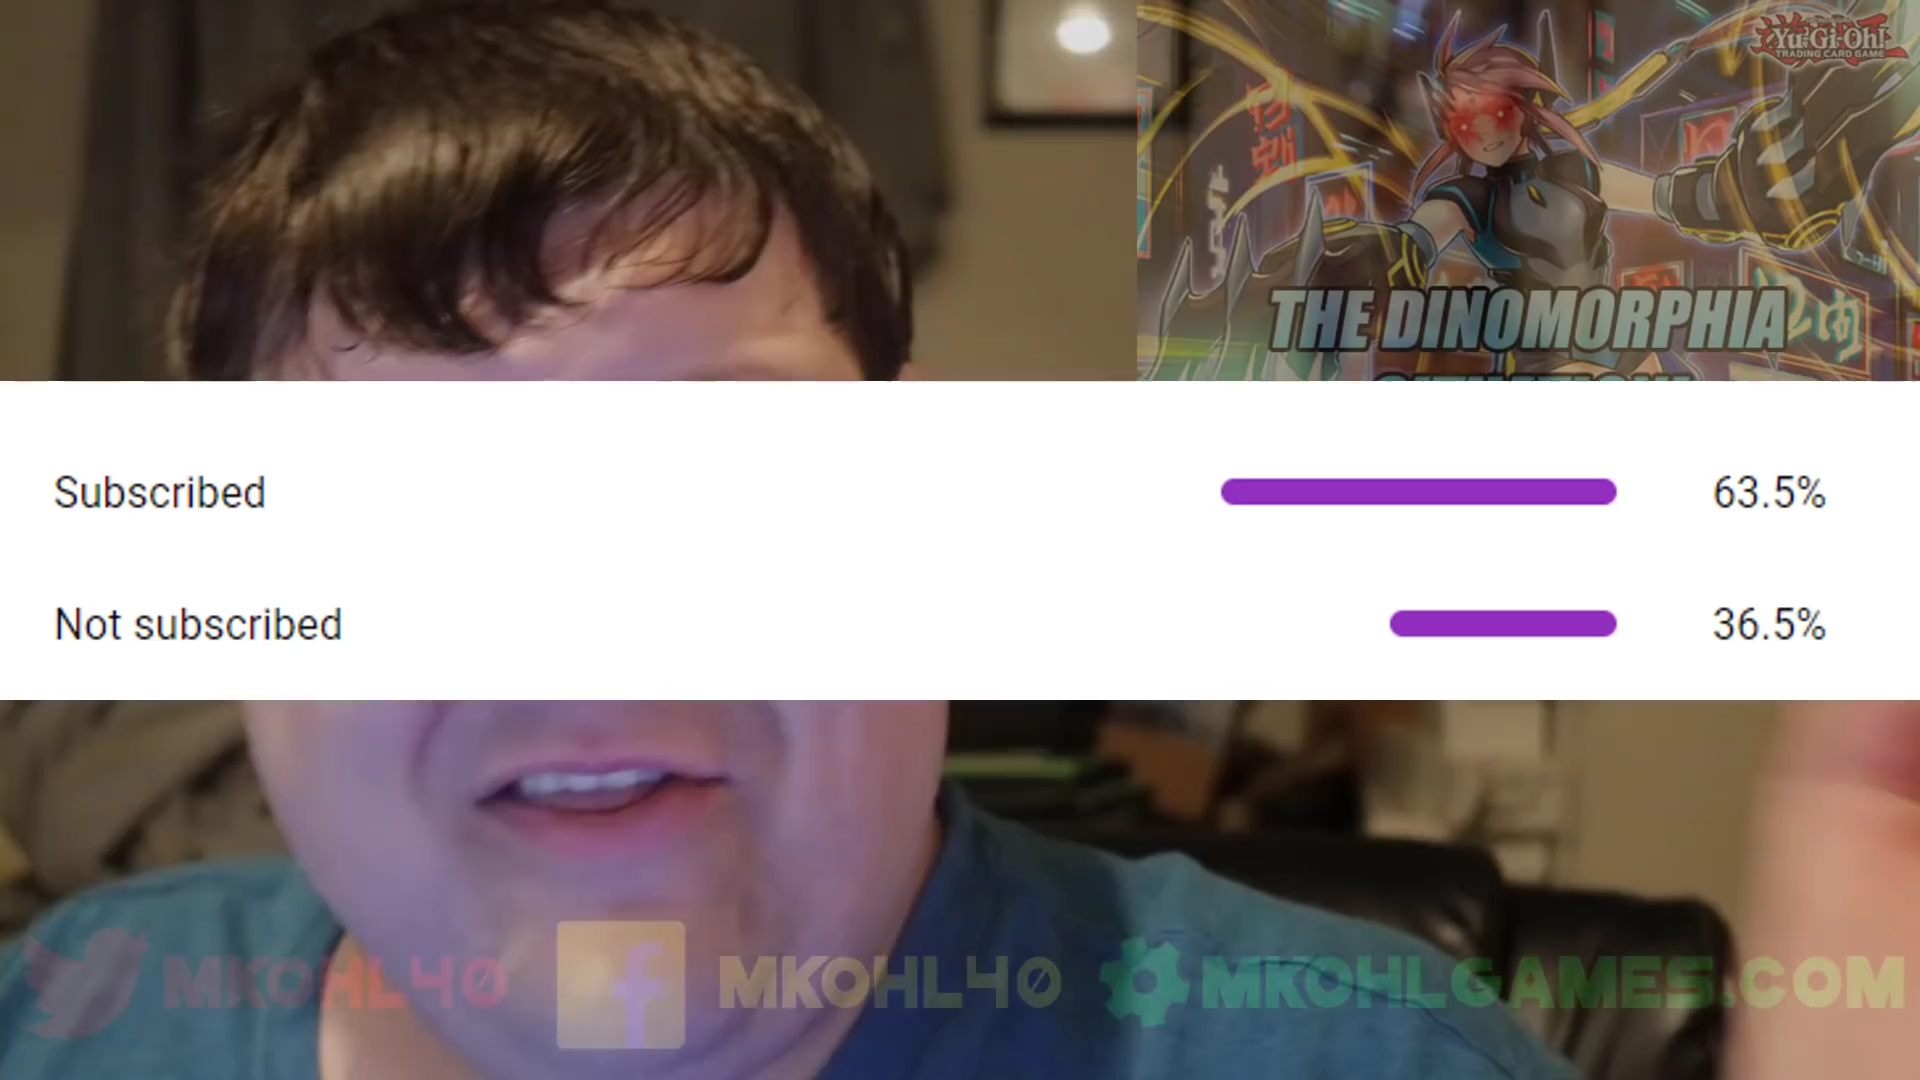 Yu-Gi-Oh!
TRADING CARD GAME
THE DINOMORPHIA
Subscribed
63.5%
Not subscribed
36.5%
MKOHL40
MKOHL40
MKOHLGAMES.COM